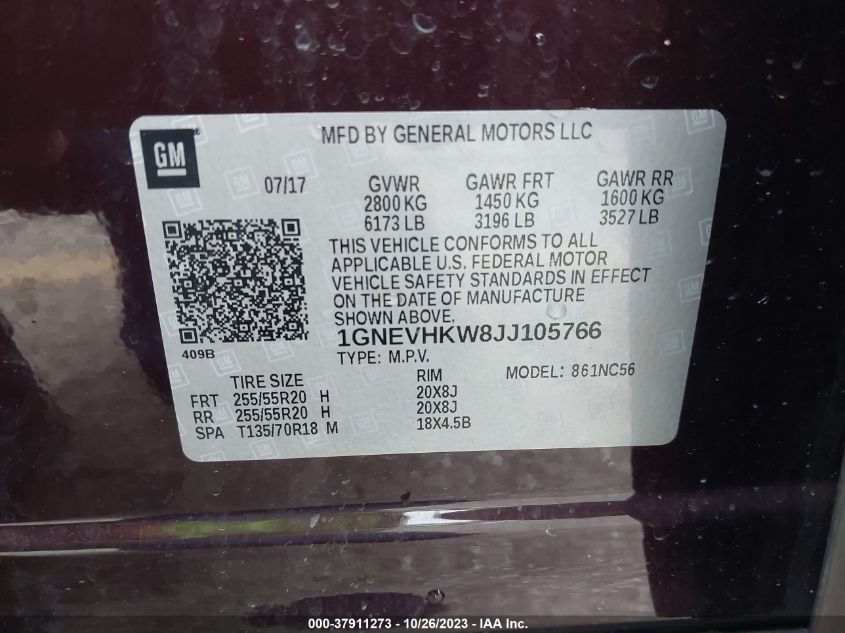 GM
MFD BY GENERAL MOTORS LLC
07/17
GVWR GAWR FRT GAWR RR
2800 KG 1450 KG 1600 KG
6173 LB 3196 LB 3527 LB
THIS VEHICLE CONFORMS TO ALL
APPLICABLE U.S. FEDERAL MOTOR
VEHICLE SAFETY STANDARDS IN EFFECT
ON THE DATE OF MANUFACTURE
SHOWN ABOVE.
409B
1GNEVHKW8JJ105766
TYPE: M.P.V. MODEL: 861NC56
TIRE SIZE RIM
FRT 255/55R20 H 20X8J
RR 255/55R20 H 20X8J
SPA T135/70R18 M 18X4.5B
000-37911273 - 10/26/2023 - IAA Inc.